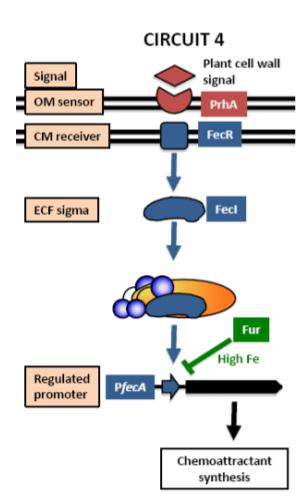 CIRCUIT 4
Signal
Plant cell wall
signal
OM sensor
PrhA
CM receiver
FecR
ECF sigma
FecI
Fur
High Fe
Regulated
promoter
PfecA
Chemoattractant
synthesis